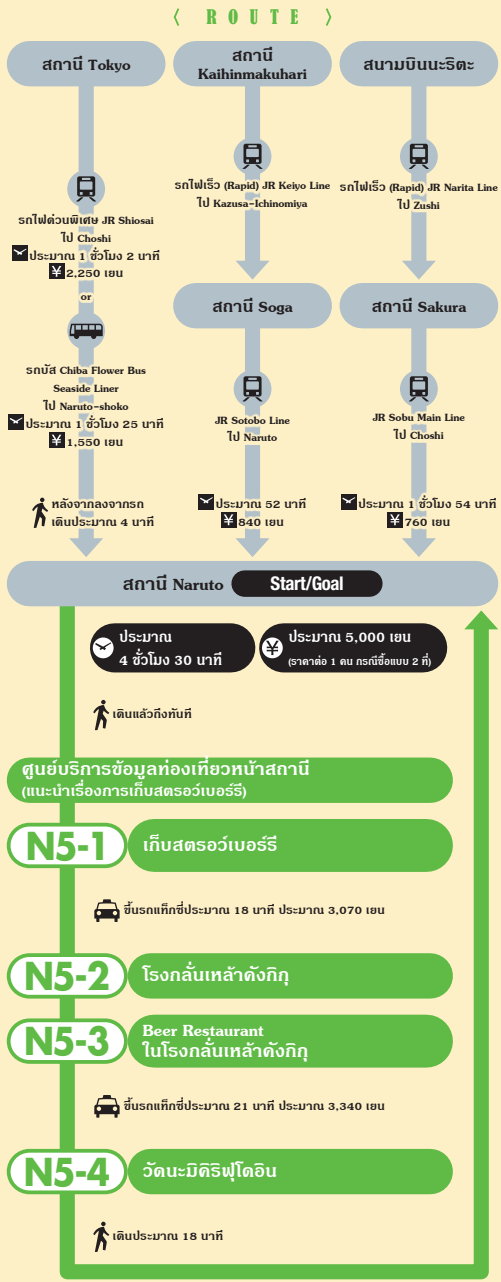 〈 ROUTE 〉
สถานี Tokyo
รถไฟด่วนพิเศษ JR Shiosai
ไป Choshi
ประมาณ 1 ชั่วโมง 2 นาที
¥ 2,250 เยน
or
รถบัส Chiba Flower Bus
Seaside Liner
ไป Naruto-shoko
ประมาณ 1 ชั่วโมง 25 นาที
¥ 1,550 เยน
หลังจากลงจากรถ
เดินประมาณ 4 นาที
สถานี
Kaihinmakuhari
รถไฟเร็ว (Rapid) JR Keiyo Line
ไป Kazusa-Ichinomiya
สถานี Soga
JR Sotobo Line
ไป Naruto
ประมาณ 52 นาที
¥ 840 เยน
สนามบินนะริตะ
รถไฟเร็ว (Rapid) JR Narita Line
ไป Zushi
สถานี Sakura
JR Sobu Main Line
ไป Choshi
ประมาณ 1 ชั่วโมง 54 นาที
¥ 760 เยน
สถานี Naruto Start/Goal
ประมาณ
4 ชั่วโมง 30 นาที
¥ ประมาณ 5,000 เยน
(ราคาต่อ 1 คน กรณีซื้อแบบ 2 ที่)
เดินแล้วถึงทันที
ศูนย์บริการข้อมูลท่องเที่ยวหน้าสถานี
(แนะนำเรื่องการเก็บสตรอว์เบอร์รี)
N5-1 เก็บสตรอว์เบอร์รี
ขึ้นรถแท็กซี่ประมาณ 18 นาที ประมาณ 3,070 เยน
N5-2 โรงกลั่นเหล้าคังกิกุ
N5-3 Beer Restaurant
ในโรงกลั่นเหล้าคังกิกุ
ขึ้นรถแท็กซี่ประมาณ 21 นาที ประมาณ 3,340 เยน
N5-4 วัดนะมิคิริฟุโดอิน
เดินประมาณ 18 นาที